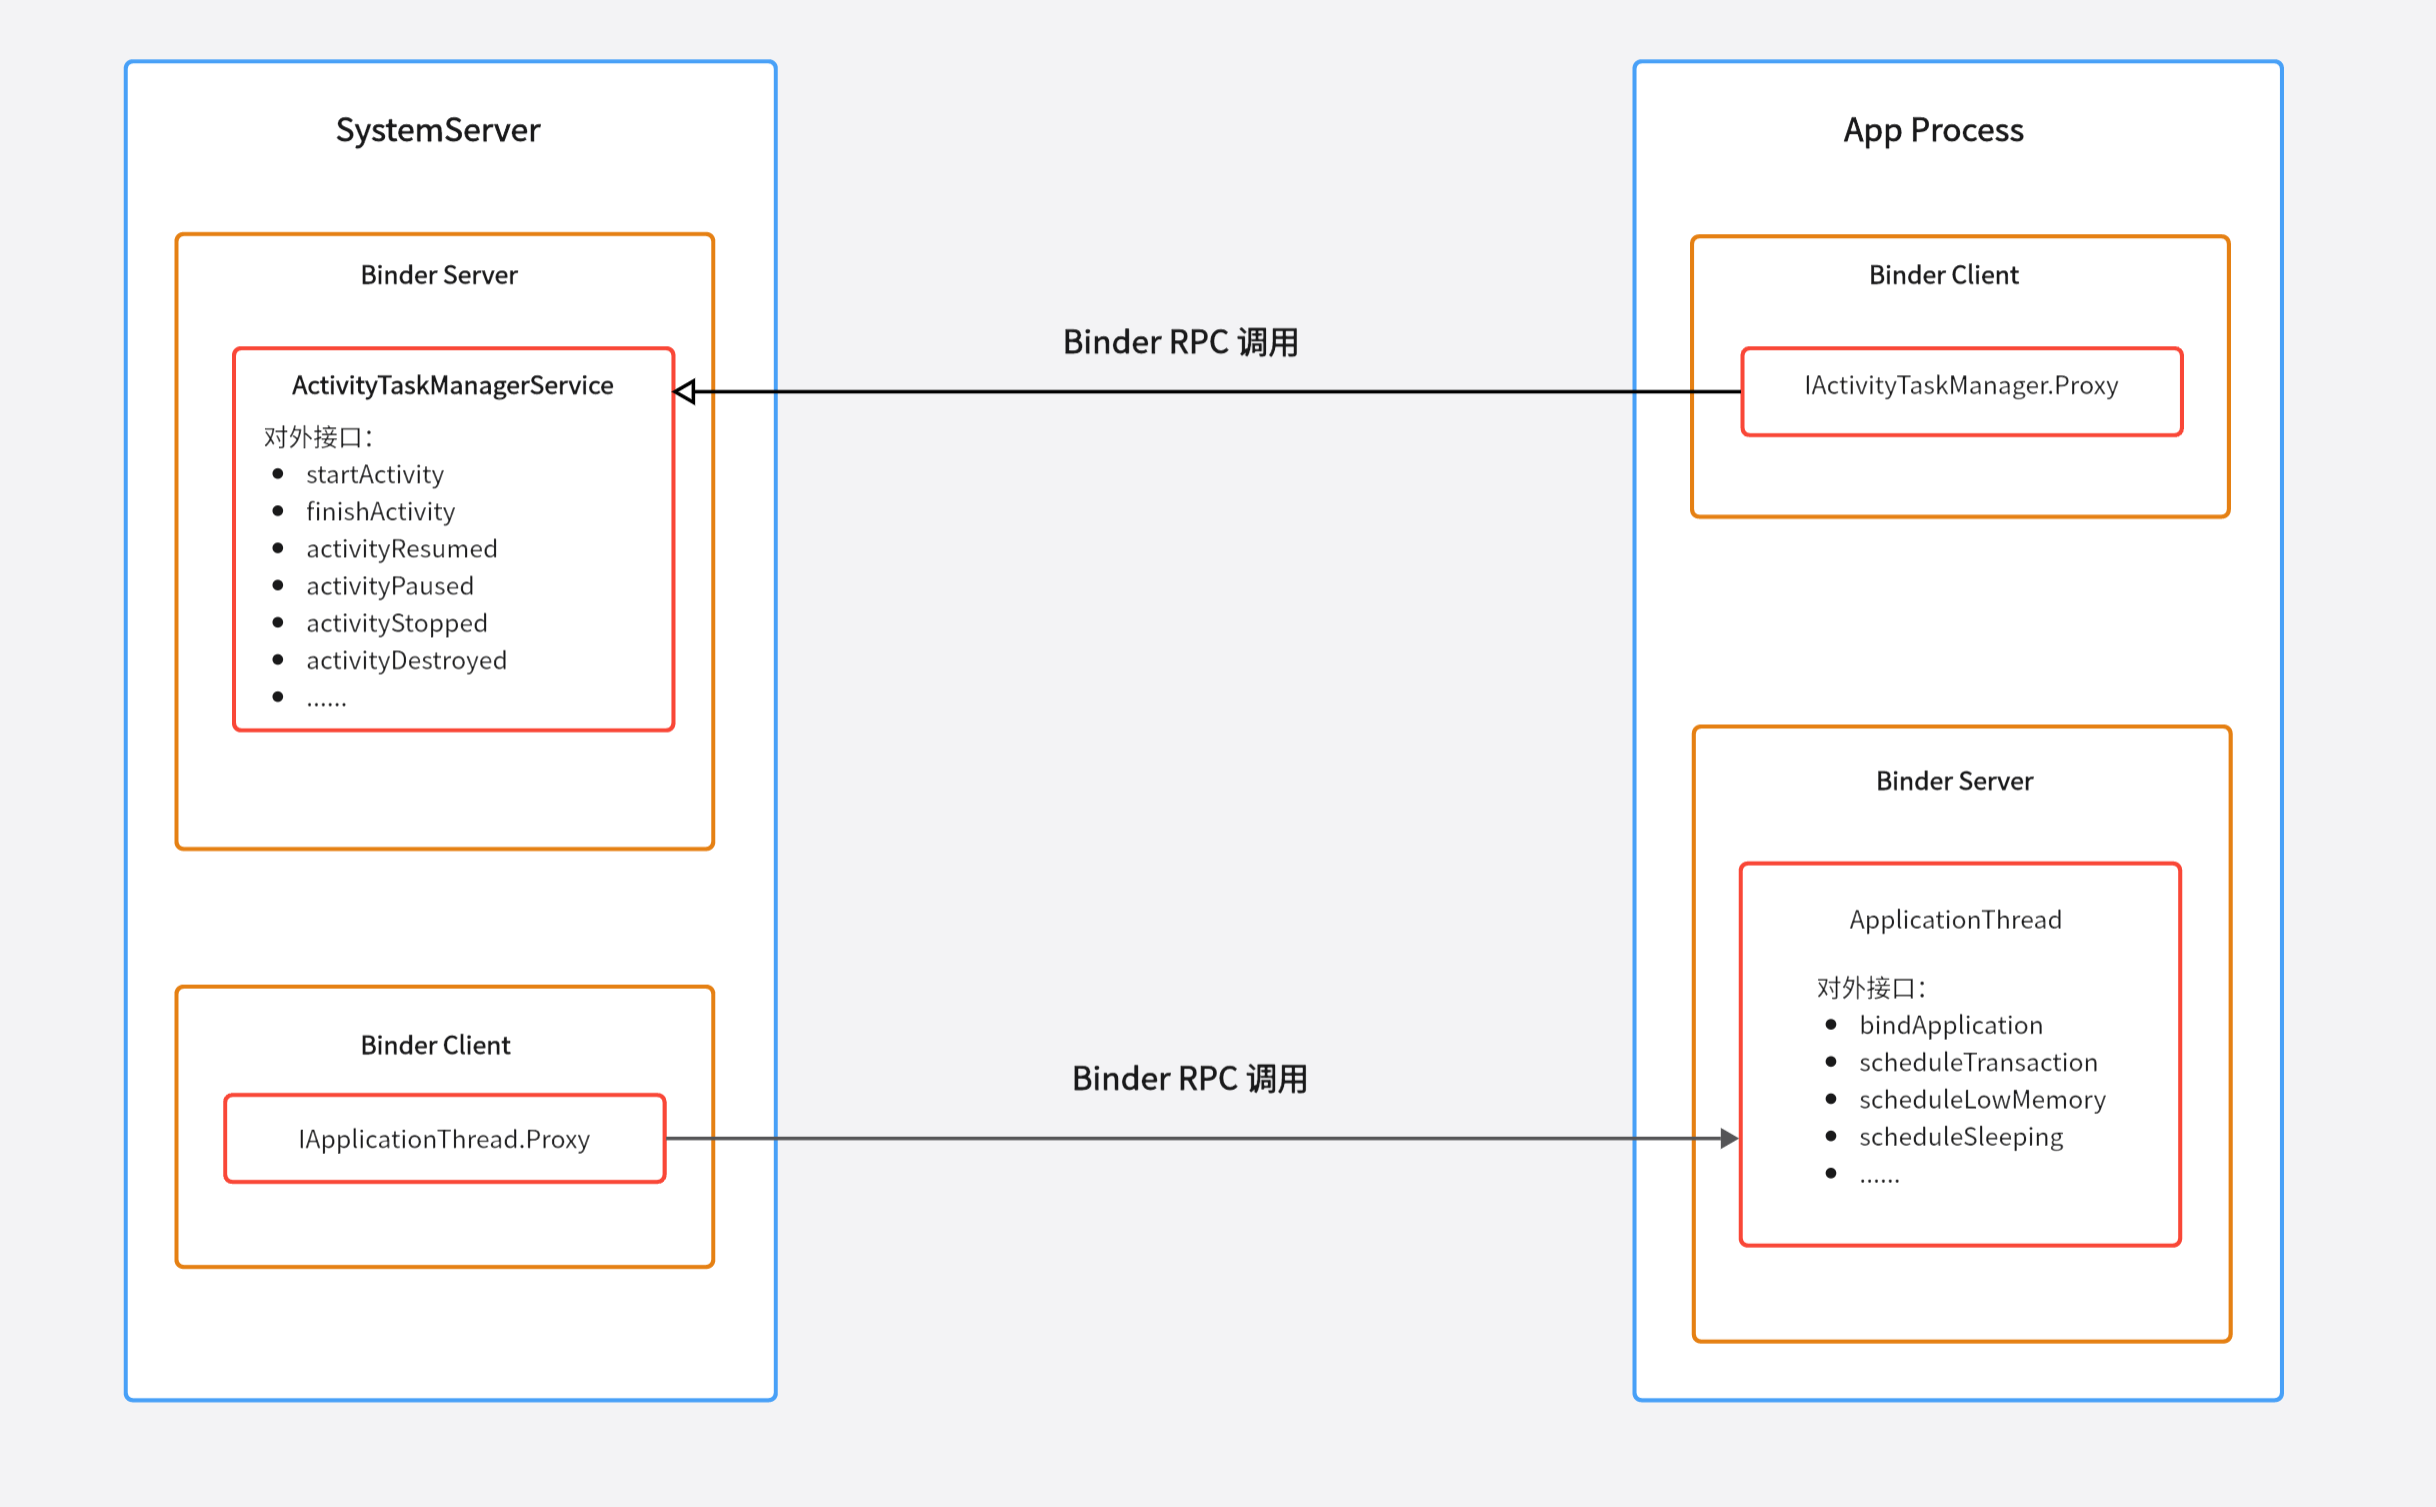 SystemServer
Binder Server
ActivityTaskManagerService
对外接口：
• startActivity
• finishActivity
• activityResumed
• activityPaused
• activityStopped
• activityDestroyed
• ......
Binder Client
IApplicationThread.Proxy
Binder RPC 调用
Binder RPC 调用
App Process
Binder Client
IActivityTaskManager.Proxy
Binder Server
ApplicationThread
对外接口：
• bindApplication
• scheduleTransaction
• scheduleLowMemory
• scheduleSleeping
• ......